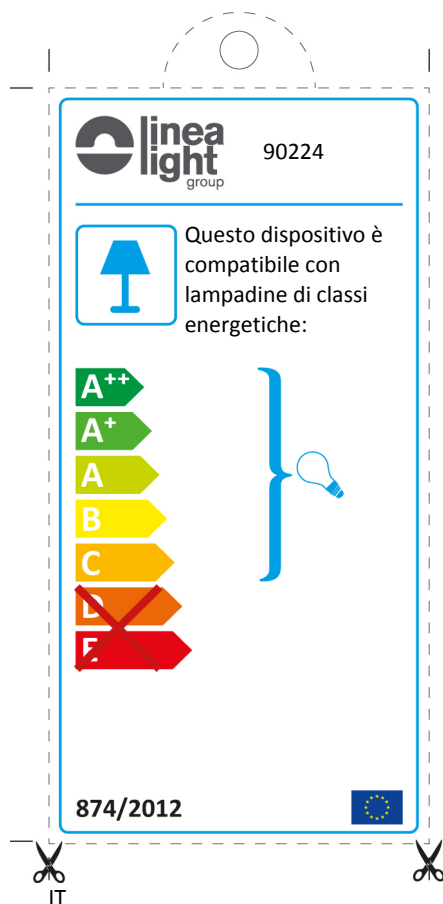 linea
light
group
90224
Questo dispositivo è
compatibile con
lampadine di classi
energetiche:
A++
A+
A
B
C
D
E
874/2012
IT